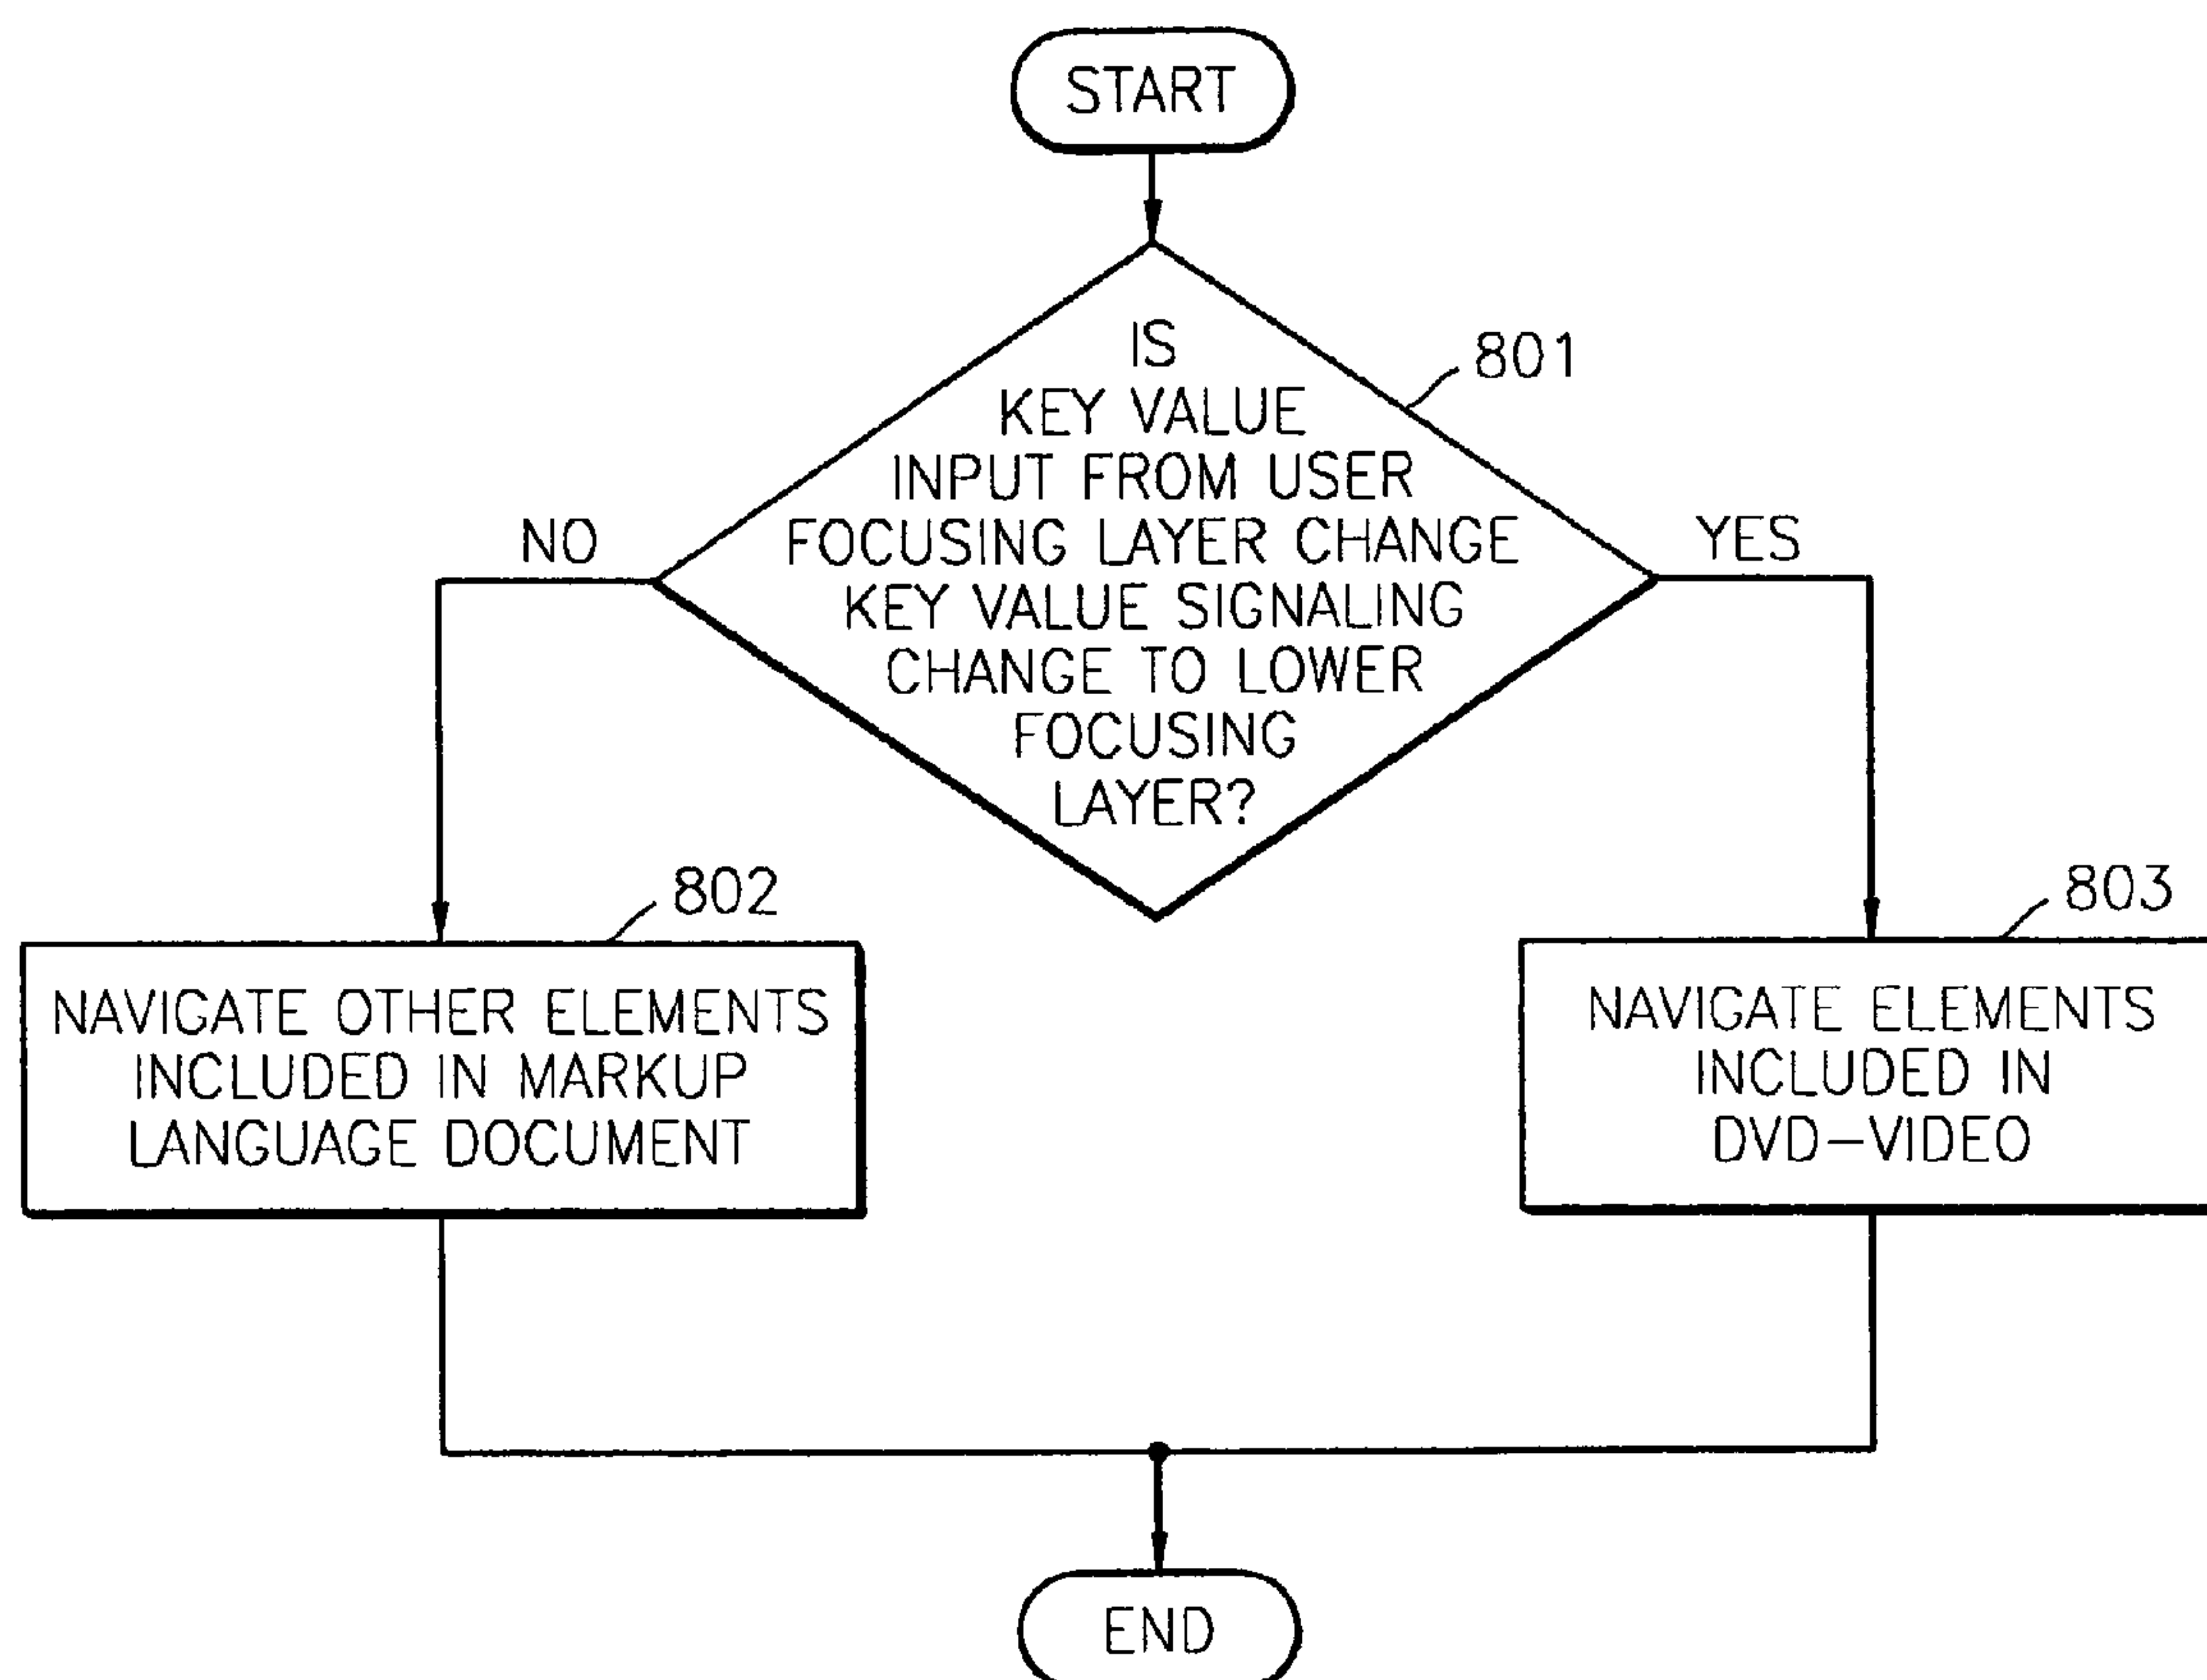 START
IS
KEY VALUE
INPUT FROM USER
FOCUSING LAYER CHANGE
KEY VALUE SIGNALING
CHANGE TO LOWER
FOCUSING
LAYER?
801
NO
YES
802
NAVIGATE OTHER ELEMENTS
INCLUDED IN MARKUP
LANGUAGE DOCUMENT
803
NAVIGATE ELEMENTS
INCLUDED IN
DVD-VIDEO
END